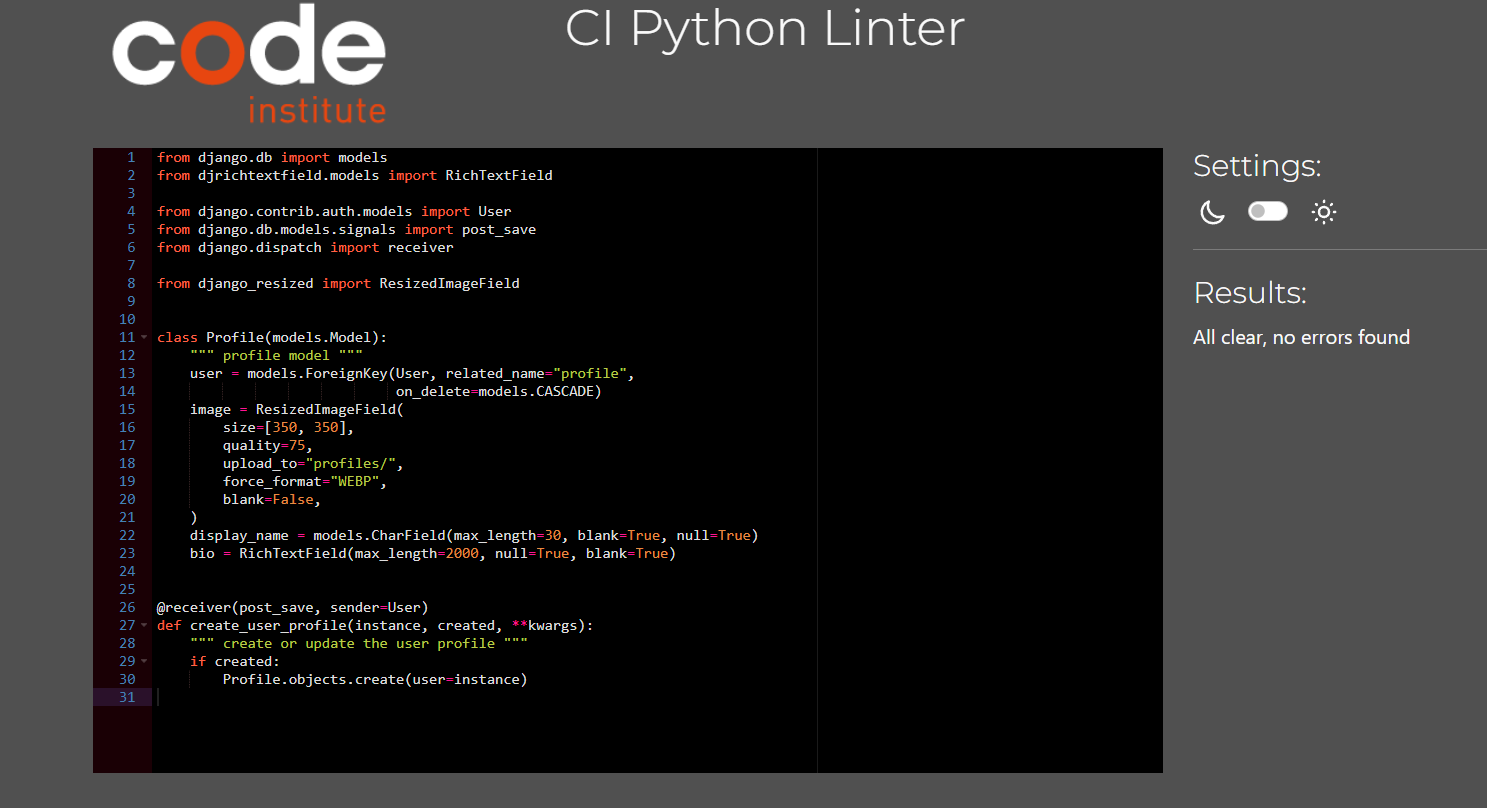 code
institute
CI Python Linter
1 from django.db import models
2 from djrichtextfield.models import RichTextField
3
4 from django.contrib.auth.models import User
5 from django.db.models.signals import post_save
6 from django.dispatch import receiver
7
8 from django_resized import ResizedImageField
9
10
11 class Profile(models.Model):
12     """ profile model """
13     user = models.ForeignKey(User, related_name="profile",
14                              on_delete=models.CASCADE)
15     image = ResizedImageField(
16         size=[350, 350],
17         quality=75,
18         upload_to="profiles/",
19         force_format="WEBP",
20         blank=False,
21     )
22     display_name = models.CharField(max_length=30, blank=True, null=True)
23     bio = RichTextField(max_length=2000, null=True, blank=True)
24
25
26 @receiver(post_save, sender=User)
27 def create_user_profile(instance, created, **kwargs):
28     """ create or update the user profile """
29     if created:
30         Profile.objects.create(user=instance)
31
Settings:
Results:
All clear, no errors found